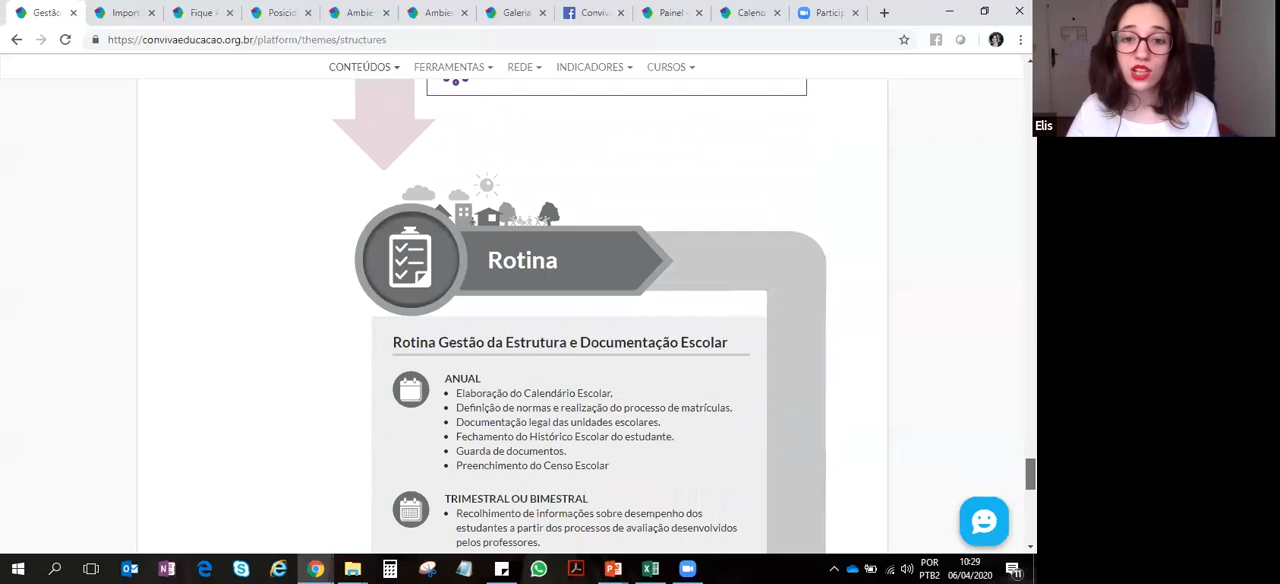 Gestão
Import
Fique A
Posicio
Ambie
Ambien
Galeria
Conviv
Painel -
Caleno
Particip
https://convivaeducacao.org.br/platform/themes/structures
CONTEÚDOS
FERRAMENTAS
REDE
INDICADORES
CURSOS
Elis
Rotina
Rotina Gestão da Estrutura e Documentação Escolar
ANUAL
• Elaboração do Calendário Escolar.
• Definição de normas e realização do processo de matrículas.
• Documentação legal das unidades escolares.
• Fechamento do Histórico Escolar do estudante.
• Guarda de documentos.
• Preenchimento do Censo Escolar
TRIMESTRAL OU BIMESTRAL
• Recolhimento de informações sobre desempenho dos
estudantes a partir dos processos de avaliação desenvolvidos
pelos professores.
POR
PTB2
10:29
06/04/2020